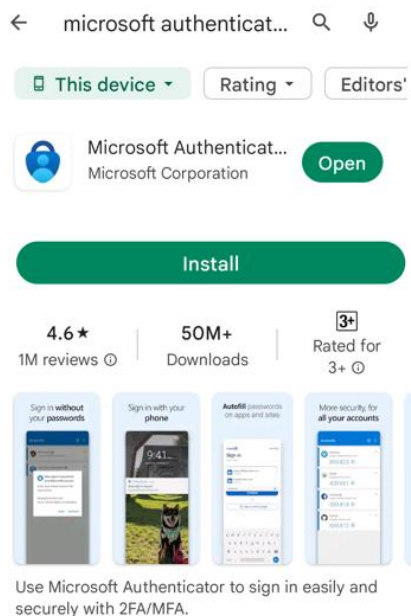 microsoft authenticat...
This device
Rating
Editors'
Microsoft Authenticat...
Microsoft Corporation
Open
Install
4.6★
1M reviews
50M+
Downloads
3+
Rated for
3+
Sign in without
your passwords
Sign in with your
phone
9:41
Autofill passwords
on apps and sites
Sign in
More security, for
all your accounts
Use Microsoft Authenticator to sign in easily and
securely with 2FA/MFA.